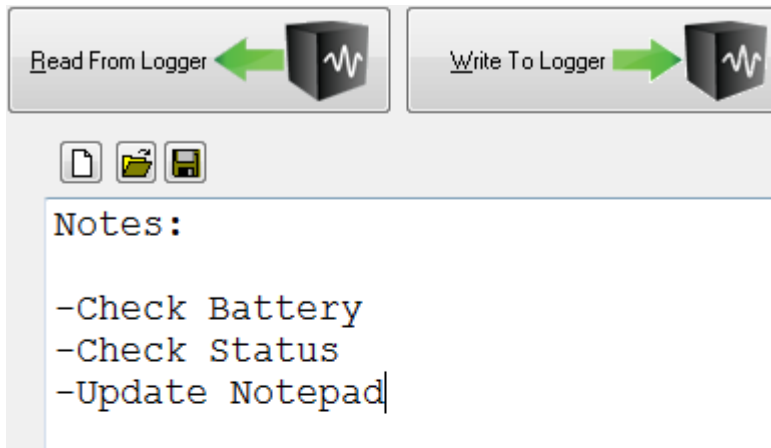 Read From Logger
Write To Logger
Notes:
-Check Battery
-Check Status
-Update Notepad